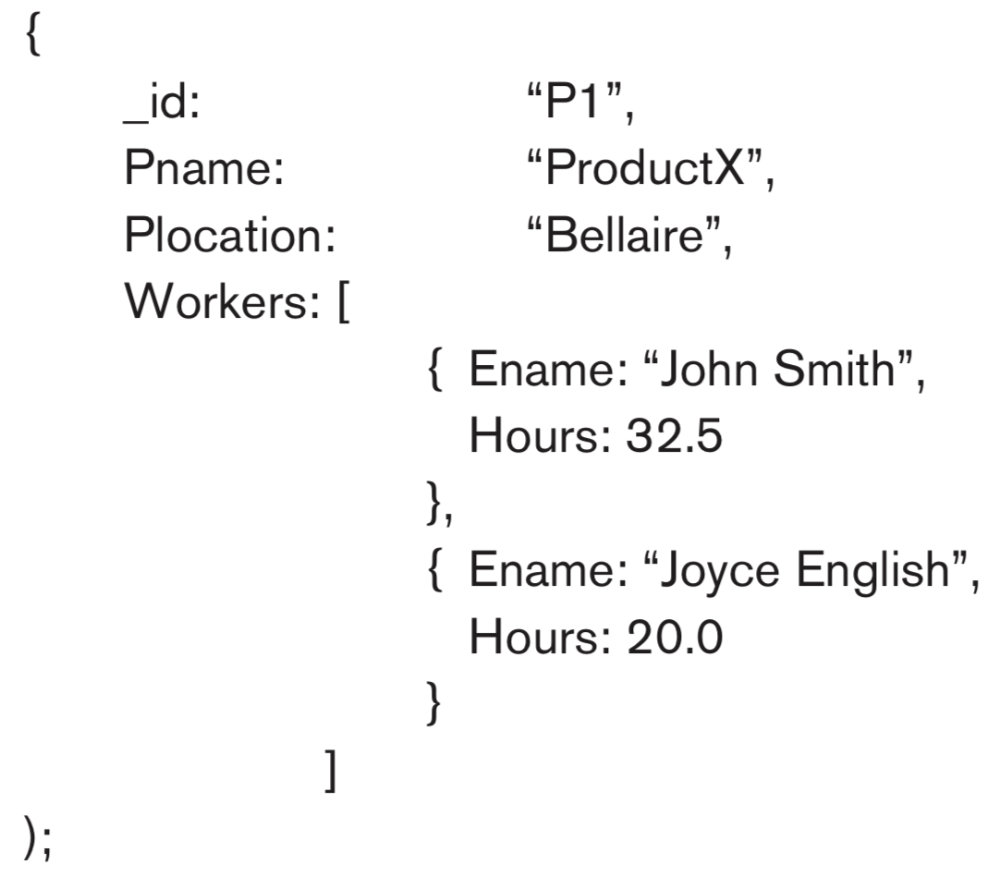 {
_id: “P1”,
Pname: “ProductX”,
Plocation: “Bellaire”,
Workers: [
{ Ename: “John Smith”,
Hours: 32.5
},
{ Ename: “Joyce English”,
Hours: 20.0
}
]
);